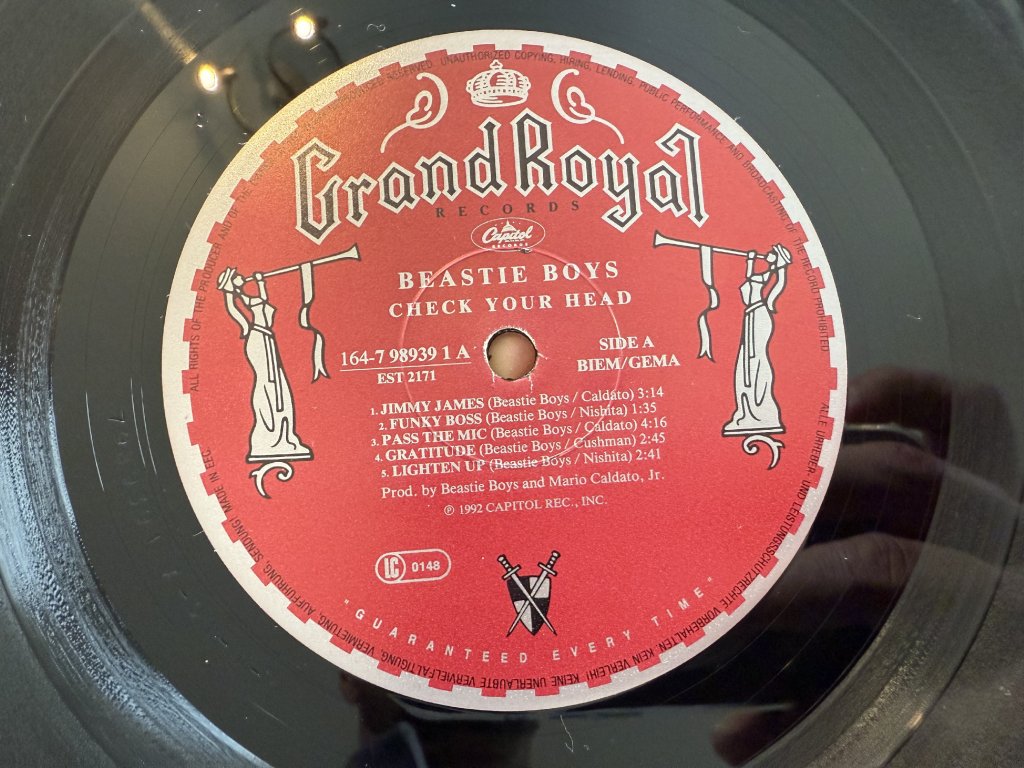 ALL RIGHTS OF THE PRODUCER AND OF THE
RESERVED. UNAUTHORIZED COPYING, HIRING, LENDING, PUBLIC PERFORMANCE AND BROADCASTING OF THE RECORD PROHIBITED
Grand Royal
RECORDS
Capitol
RECORDS
BEASTIE BOYS
CHECK YOUR HEAD
164-7 98939 1 A
EST 2171
SIDE A
BIEM/GEMA
1. JIMMY JAMES (Beastie Boys / Caldato) 3:14
2. FUNKY BOSS (Beastie Boys / Nishita) 1:35
3. PASS THE MIC (Beastie Boys / Caldato) 4:16
4. GRATITUDE (Beastie Boys / Cushman) 2:45
5. LIGHTEN UP (Beastie Boys / Nishita) 2:41
Prod. by Beastie Boys and Mario Caldato, Jr.
℗ 1992 CAPITOL REC., INC.
LC 0148
"GUARANTEED EVERY TIME"
ALLE URHEBER UND LEISTUNGSSCHUTZRECHTE VORBEHALTEN. KEIN VERLEIH! KEINE UNERLAUBTE VERVIELFÄLTIGUNG, VERMIETUNG, AUFFÜHRUNG, SENDUNG! MADE IN EEC